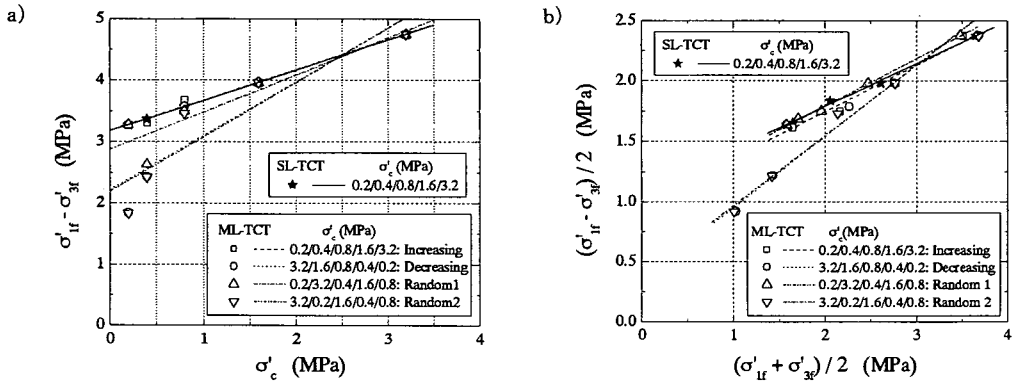 a)
5
4
3
2
1
0
σ'1f - σ'3f (MPa)
SL-TCT σ'c (MPa)
0.2/0.4/0.8/1.6/3.2
ML-TCT σ'c (MPa)
0.2/0.4/0.8/1.6/3.2: Increasing
3.2/1.6/0.8/0.4/0.2: Decreasing
0.2/3.2/0.4/1.6/0.8: Random1
3.2/0.2/1.6/0.4/0.8: Random2
0 1 2 3 4
σ'c (MPa)
b)
2.5
2.0
1.5
1.0
0.5
0.0
(σ'1f - σ'3f) / 2 (MPa)
SL-TCT σ'c (MPa)
0.2/0.4/0.8/1.6/3.2
ML-TCT σ'c (MPa)
0.2/0.4/0.8/1.6/3.2: Increasing
3.2/1.6/0.8/0.4/0.2: Decreasing
0.2/3.2/0.4/1.6/0.8: Random 1
3.2/0.2/1.6/0.4/0.8: Random 2
0 1 2 3 4
(σ'1f + σ'3f) / 2 (MPa)